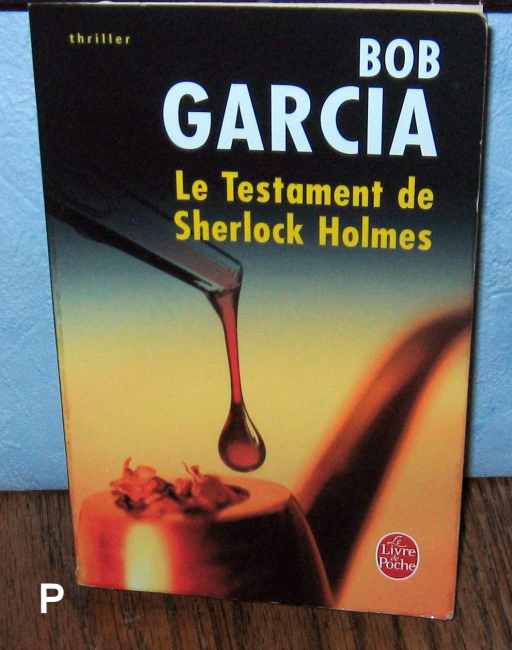 thriller
BOB
GARCIA
Le Testament de
Sherlock Holmes
Le
Livre
de
Poche
P